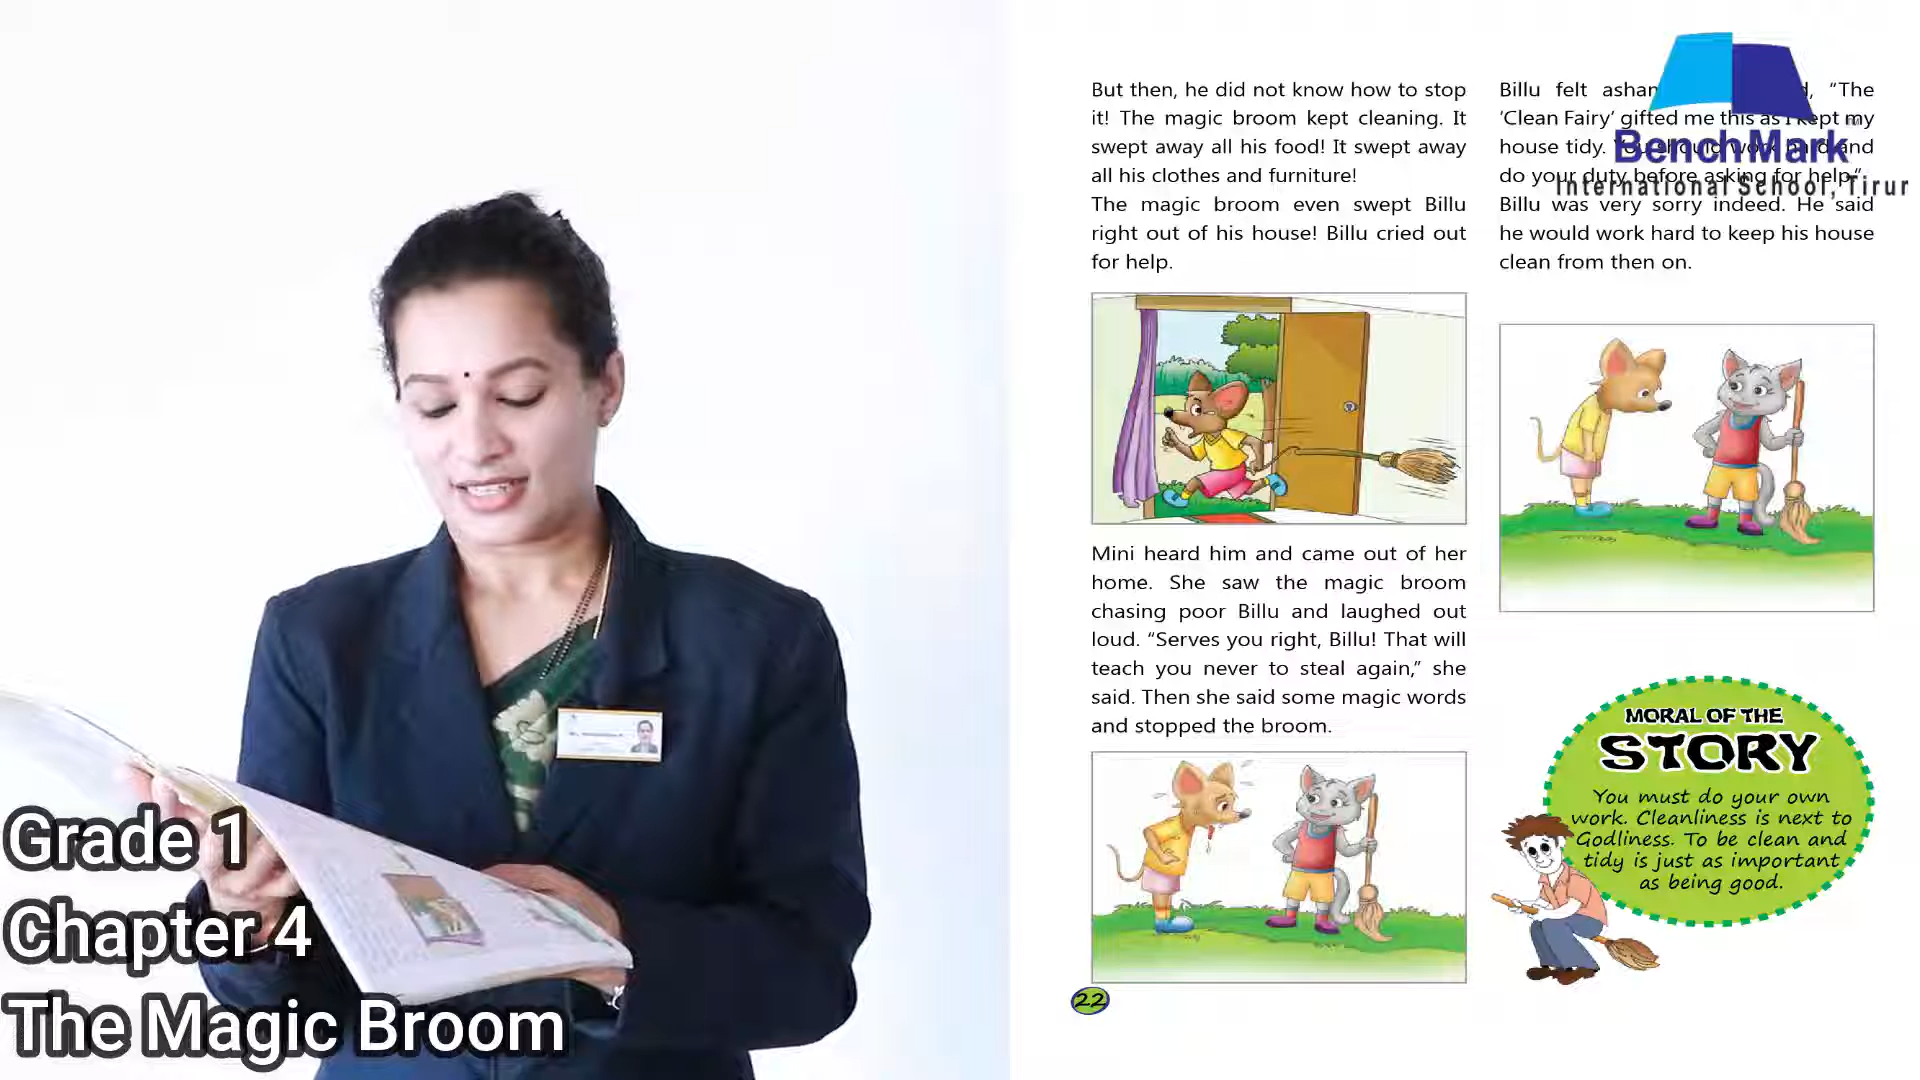 But then, he did not know how to stop
it! The magic broom kept cleaning. It
swept away all his food! It swept away
all his clothes and furniture!
The magic broom even swept Billu
right out of his house! Billu cried out
for help.
Mini heard him and came out of her
home. She saw the magic broom
chasing poor Billu and laughed out
loud. “Serves you right, Billu! That will
teach you never to steal again,” she
said. Then she said some magic words
and stopped the broom.
22
Billu felt “The
‘Clean Fairy’ gifted me this as I kept my
house tidy. You should work hard and
do your duty before asking for help.”
Billu was very sorry indeed. He said
he would work hard to keep his house
clean from then on.
BenchMark
International School, Tirur
MORAL OF THE
STORY
You must do your own
work. Cleanliness is next to
Godliness. To be clean and
tidy is just as important
as being good.
Grade 1
Chapter 4
The Magic Broom